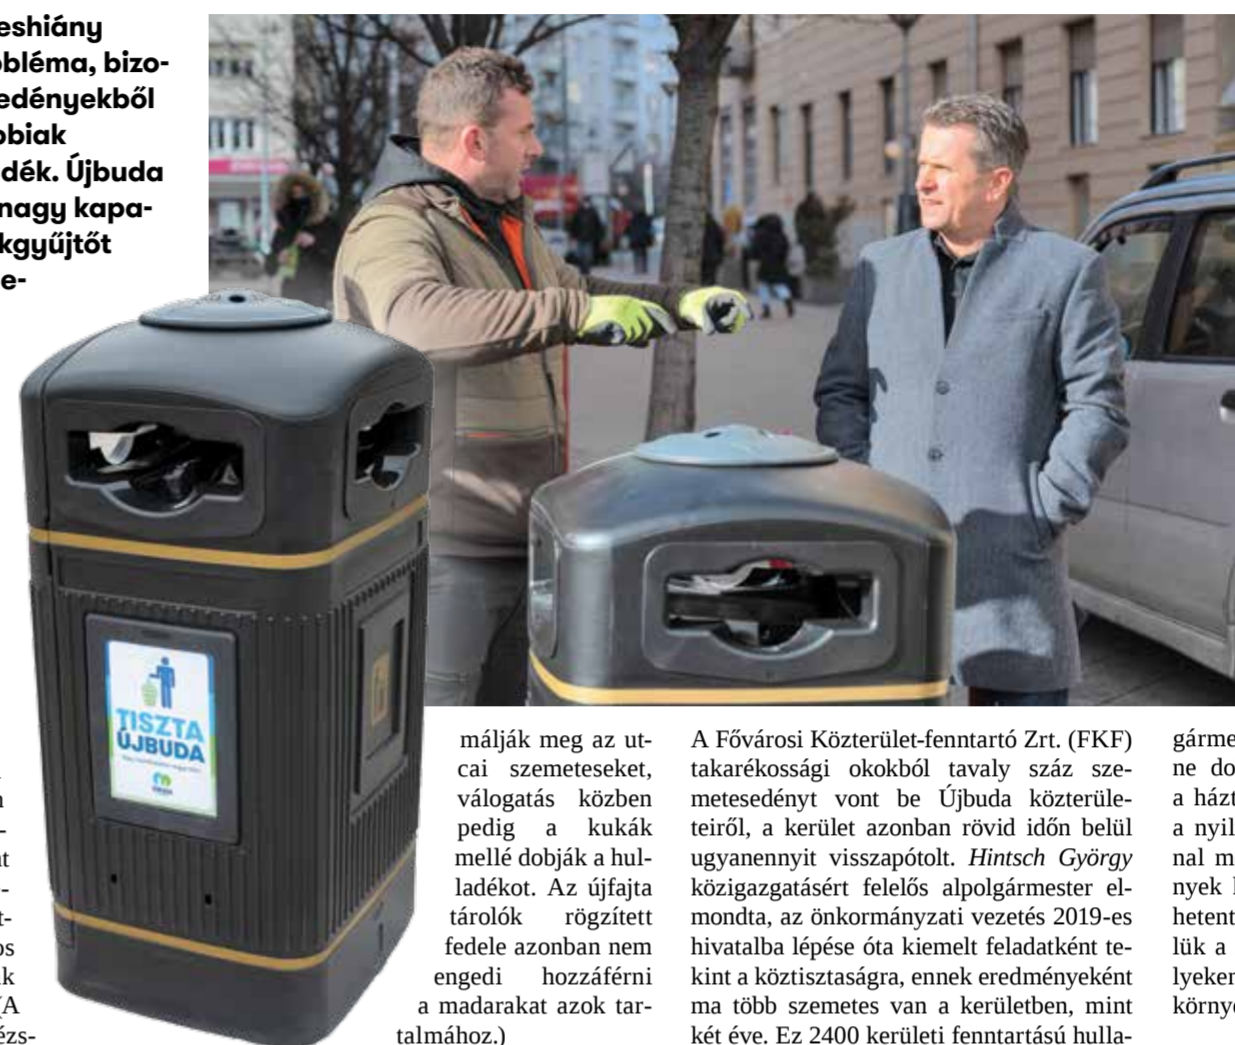 eshiány
bléma, bizo-
edényekből
bbiak
dék. Újbuda
nagy kapa-
kgyűjtőt
e-
TISZTA
ÚJBUDA
n
-
t
-
t-
os
k
(A
ézs-
málják meg az ut-
cai szemeteseket,
válogatás közben
pedig a kukák
mellé dobják a hul-
ladékot. Az újfajta
tárolók rögzített
fedele azonban nem
engedi hozzáférni
a madarakat azok tar-
talmához.)
A Fővárosi Közterület-fenntartó Zrt. (FKF)
takarékossági okokból tavaly száz sze-
metesedényt vont be Újbuda közterüle-
teiről, a kerület azonban rövid időn belül
ugyanennyit visszapótolt. Hintsch György
közigazgatásért felelős alpolgármester el-
mondta, az önkormányzati vezetés 2019-es
hivatalba lépése óta kiemelt feladatként te-
kint a köztisztaságra, ennek eredményeként
ma több szemetes van a kerületben, mint
két éve. Ez 2400 kerületi fenntartású hulla-
gárme
ne do
a házt
a nyil
nal m
nyek l
hetent
lük a
lyeken
környe